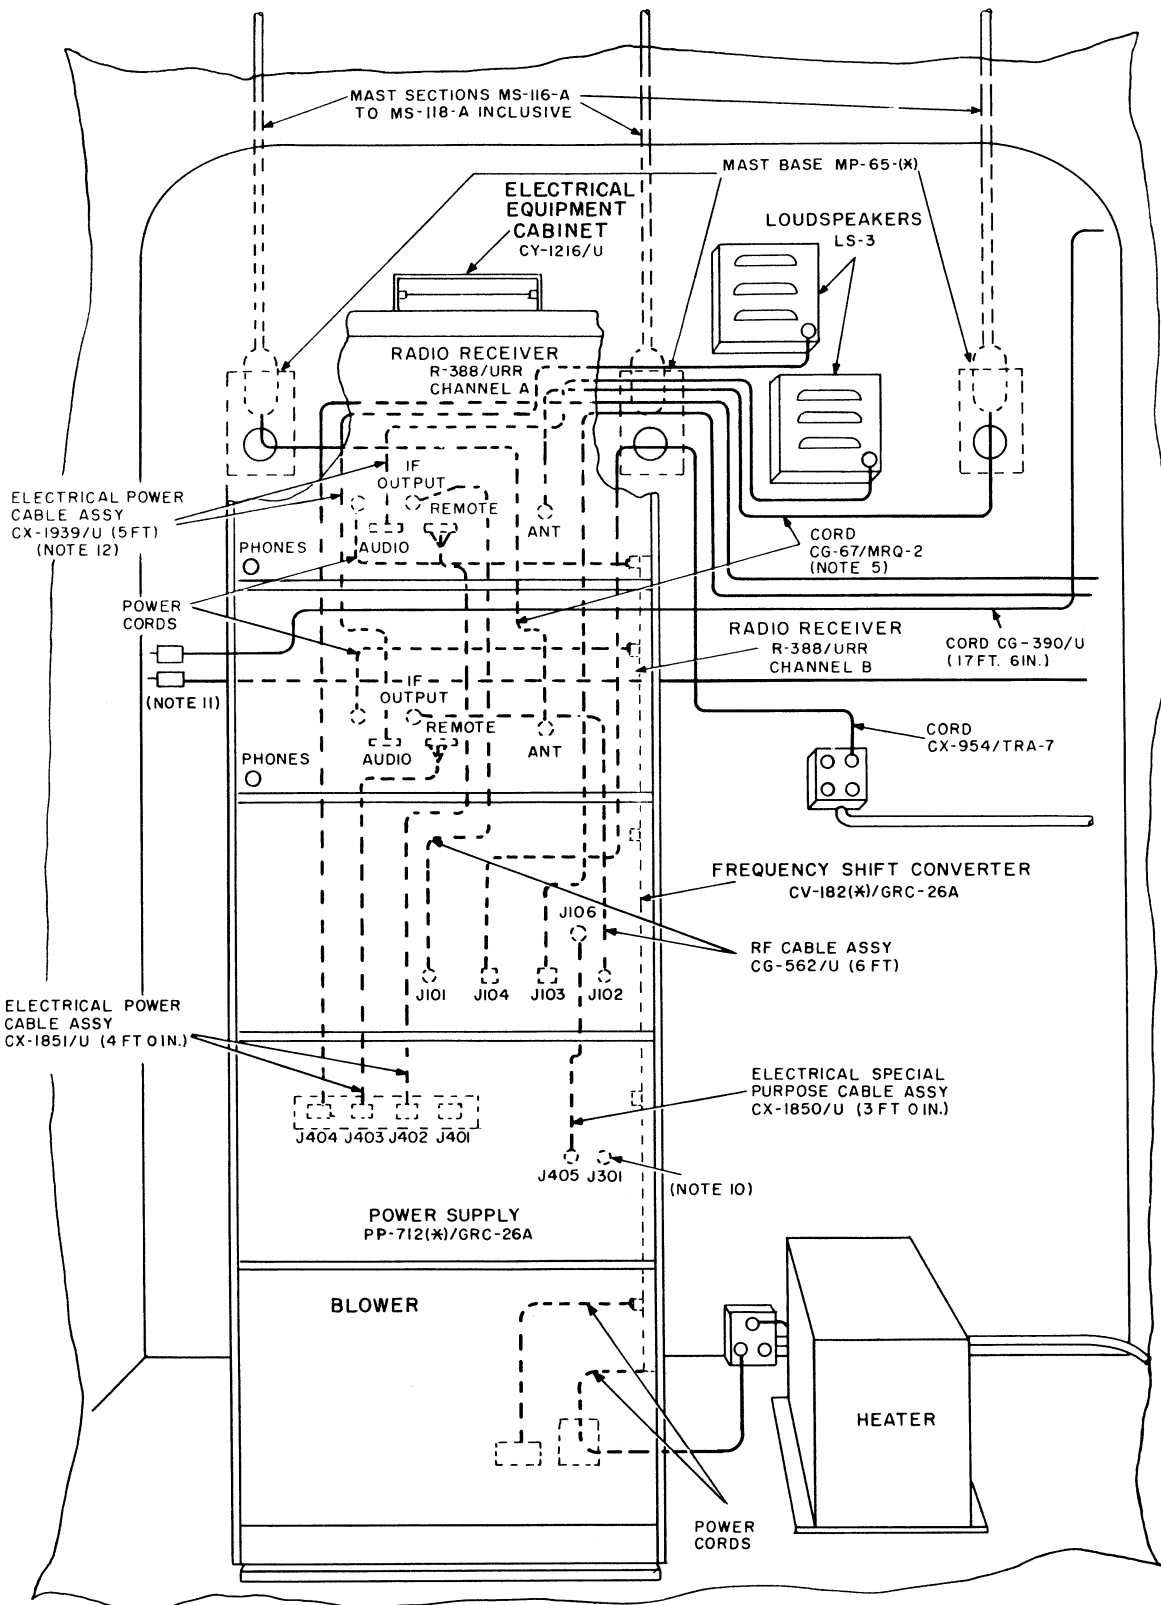 MAST SECTIONS MS-116-A
TO MS-118-A INCLUSIVE
MAST BASE MP-65-(*)
ELECTRICAL
EQUIPMENT
CABINET
CY-1216/U
LOUDSPEAKERS
LS-3
RADIO RECEIVER
R-388/URR
CHANNEL A
ELECTRICAL POWER
CABLE ASSY
CX-1939/U (5FT)
(NOTE 12)
IF
OUTPUT
REMOTE
ANT
AUDIO
PHONES
CORD
CG-67/MRQ-2
(NOTE 5)
POWER
CORDS
RADIO RECEIVER
R-388/URR
CHANNEL B
CORD CG-390/U
(17FT. 6IN.)
(NOTE 11)
IF
OUTPUT
REMOTE
ANT
AUDIO
PHONES
CORD
CX-954/TRA-7
FREQUENCY SHIFT CONVERTER
CV-182(*)/GRC-26A
J106
RF CABLE ASSY
CG-562/U (6 FT)
J101 J104 J103 J102
ELECTRICAL POWER
CABLE ASSY
CX-1851/U (4 FT 0 IN.)
ELECTRICAL SPECIAL
PURPOSE CABLE ASSY
CX-1850/U (3 FT 0 IN.)
J404 J403 J402 J401
J405 J301
(NOTE 10)
POWER SUPPLY
PP-712(*)/GRC-26A
BLOWER
HEATER
POWER
CORDS